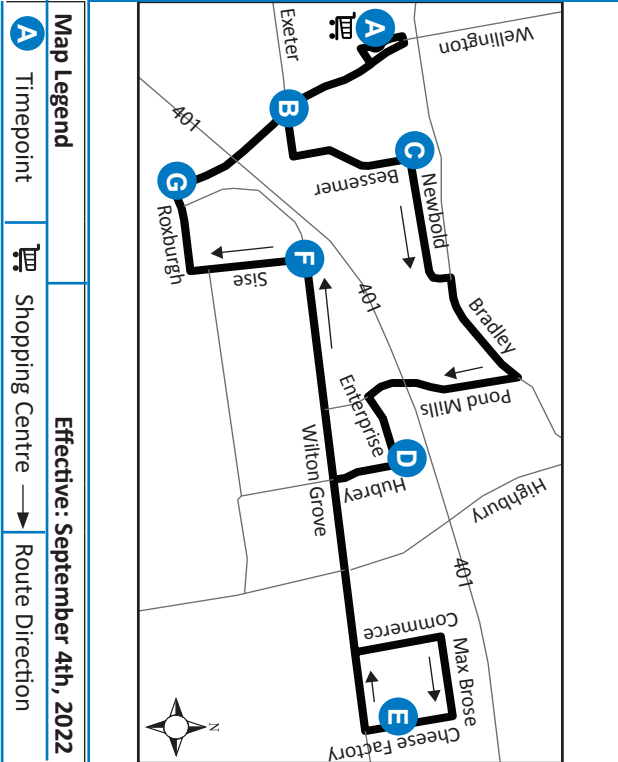 Wellington
A
Exeter
B
401
C
Bessemer
Newbold
G
Roxburgh
Sise
F
401
Bradley
Pond Mills
Enterprise
D
Hubrey
Wilton Grove
Highbury
401
Commerce
Max Brose
E
Cheese Factory
N
Map Legend
Effective: September 4th, 2022
A Timepoint
Shopping Centre
Route Direction